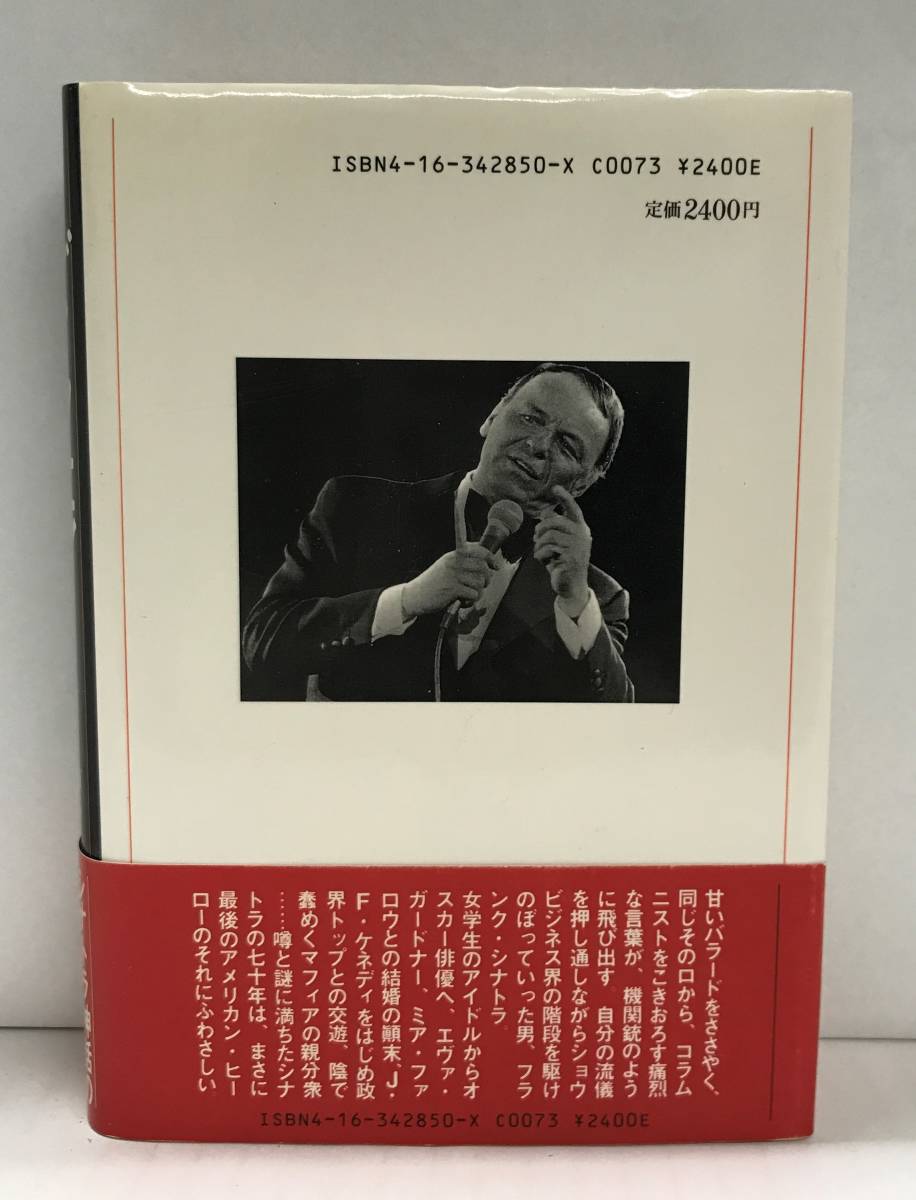 ISBN4-16-342850-X C0073 ¥2400E
定価2400円
甘いバラードをささやく、
同じその口から、コラム
ニストをこきおろす痛烈
な言葉が、機関銃のよう
に飛び出す。自分の流儀
を押し通しながらショウ
ビジネス界の階段を駆け
のぼっていった男、フラ
ンク・シナトラ。
女学生のアイドルからオ
スカー俳優へ、エヴァ・
ガードナー、ミア・ファ
ロウとの結婚の顛末、J・
F・ケネディをはじめ政
界トップとの交遊、陰で
蠢めくマフィアの親分衆
……噂と謎に満ちたシナ
トラの七十年は、まさに
最後のアメリカン・ヒー
ローのそれにふわさしい
ISBN4-16-342850-X C0073 ¥2400E